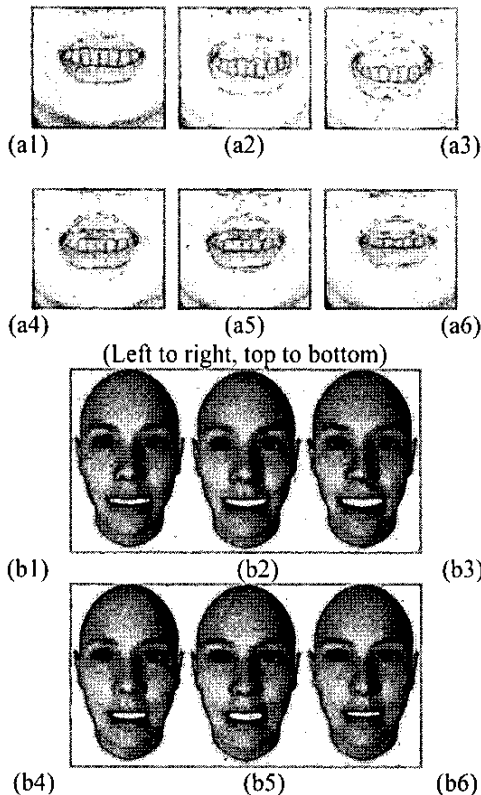 (a1) (a2) (a3)
(a4) (a5) (a6)
(Left to right, top to bottom)
(b1) (b2) (b3)
(b4) (b5) (b6)